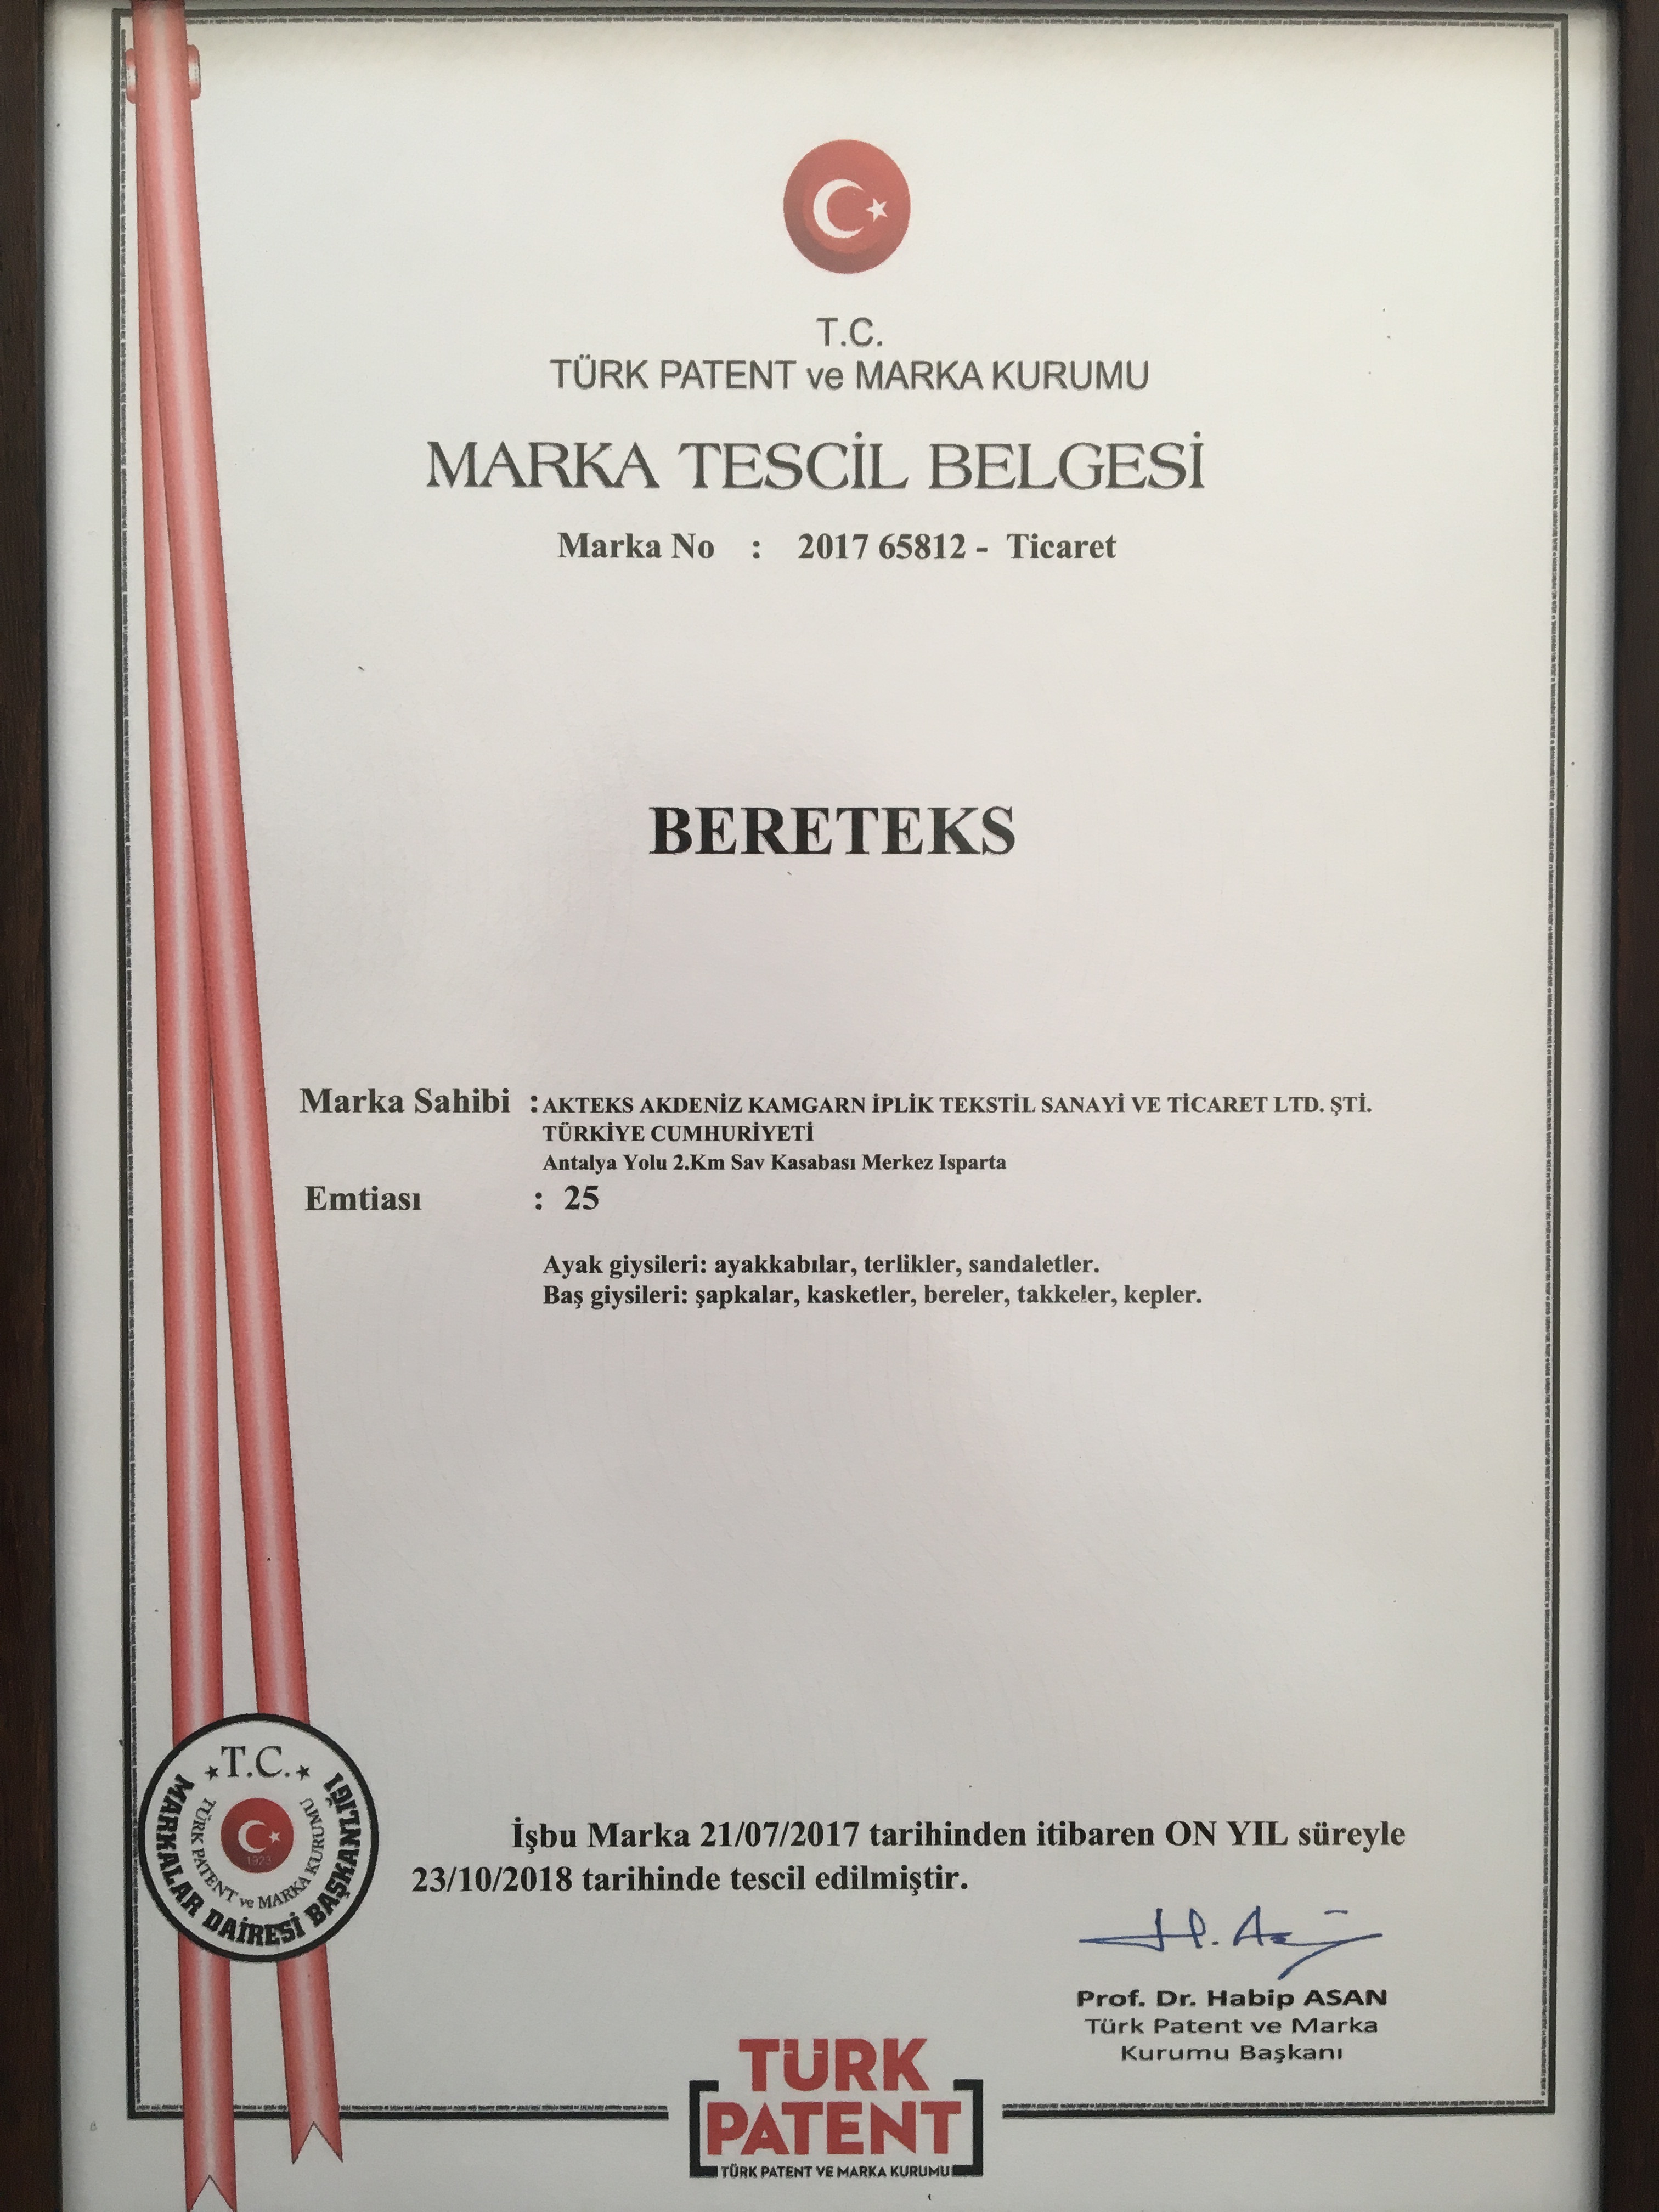 T.C.
TÜRK PATENT ve MARKA KURUMU
MARKA TESCİL BELGESİ
Marka No : 2017 65812 - Ticaret
BERETEKS
Marka Sahibi : AKTEKS AKDENİZ KAMGARN İPLİK TEKSTİL SANAYİ VE TİCARET LTD. ŞTİ.
TÜRKİYE CUMHURİYETİ
Antalya Yolu 2.Km Sav Kasabası Merkez Isparta
Emtiası : 25
Ayak giysileri: ayakkabılar, terlikler, sandaletler.
Baş giysileri: şapkalar, kasketler, bereler, takkeler, kepler.
T.C.
MARKALAR DAİRESİ BAŞKANLIĞI
TÜRK PATENT ve MARKA KURUMU
1923
İşbu Marka 21/07/2017 tarihinden itibaren ON YIL süreyle
23/10/2018 tarihinde tescil edilmiştir.
H. Asan
Prof. Dr. Habip ASAN
Türk Patent ve Marka
Kurumu Başkanı
TÜRK
PATENT
TÜRK PATENT VE MARKA KURUMU